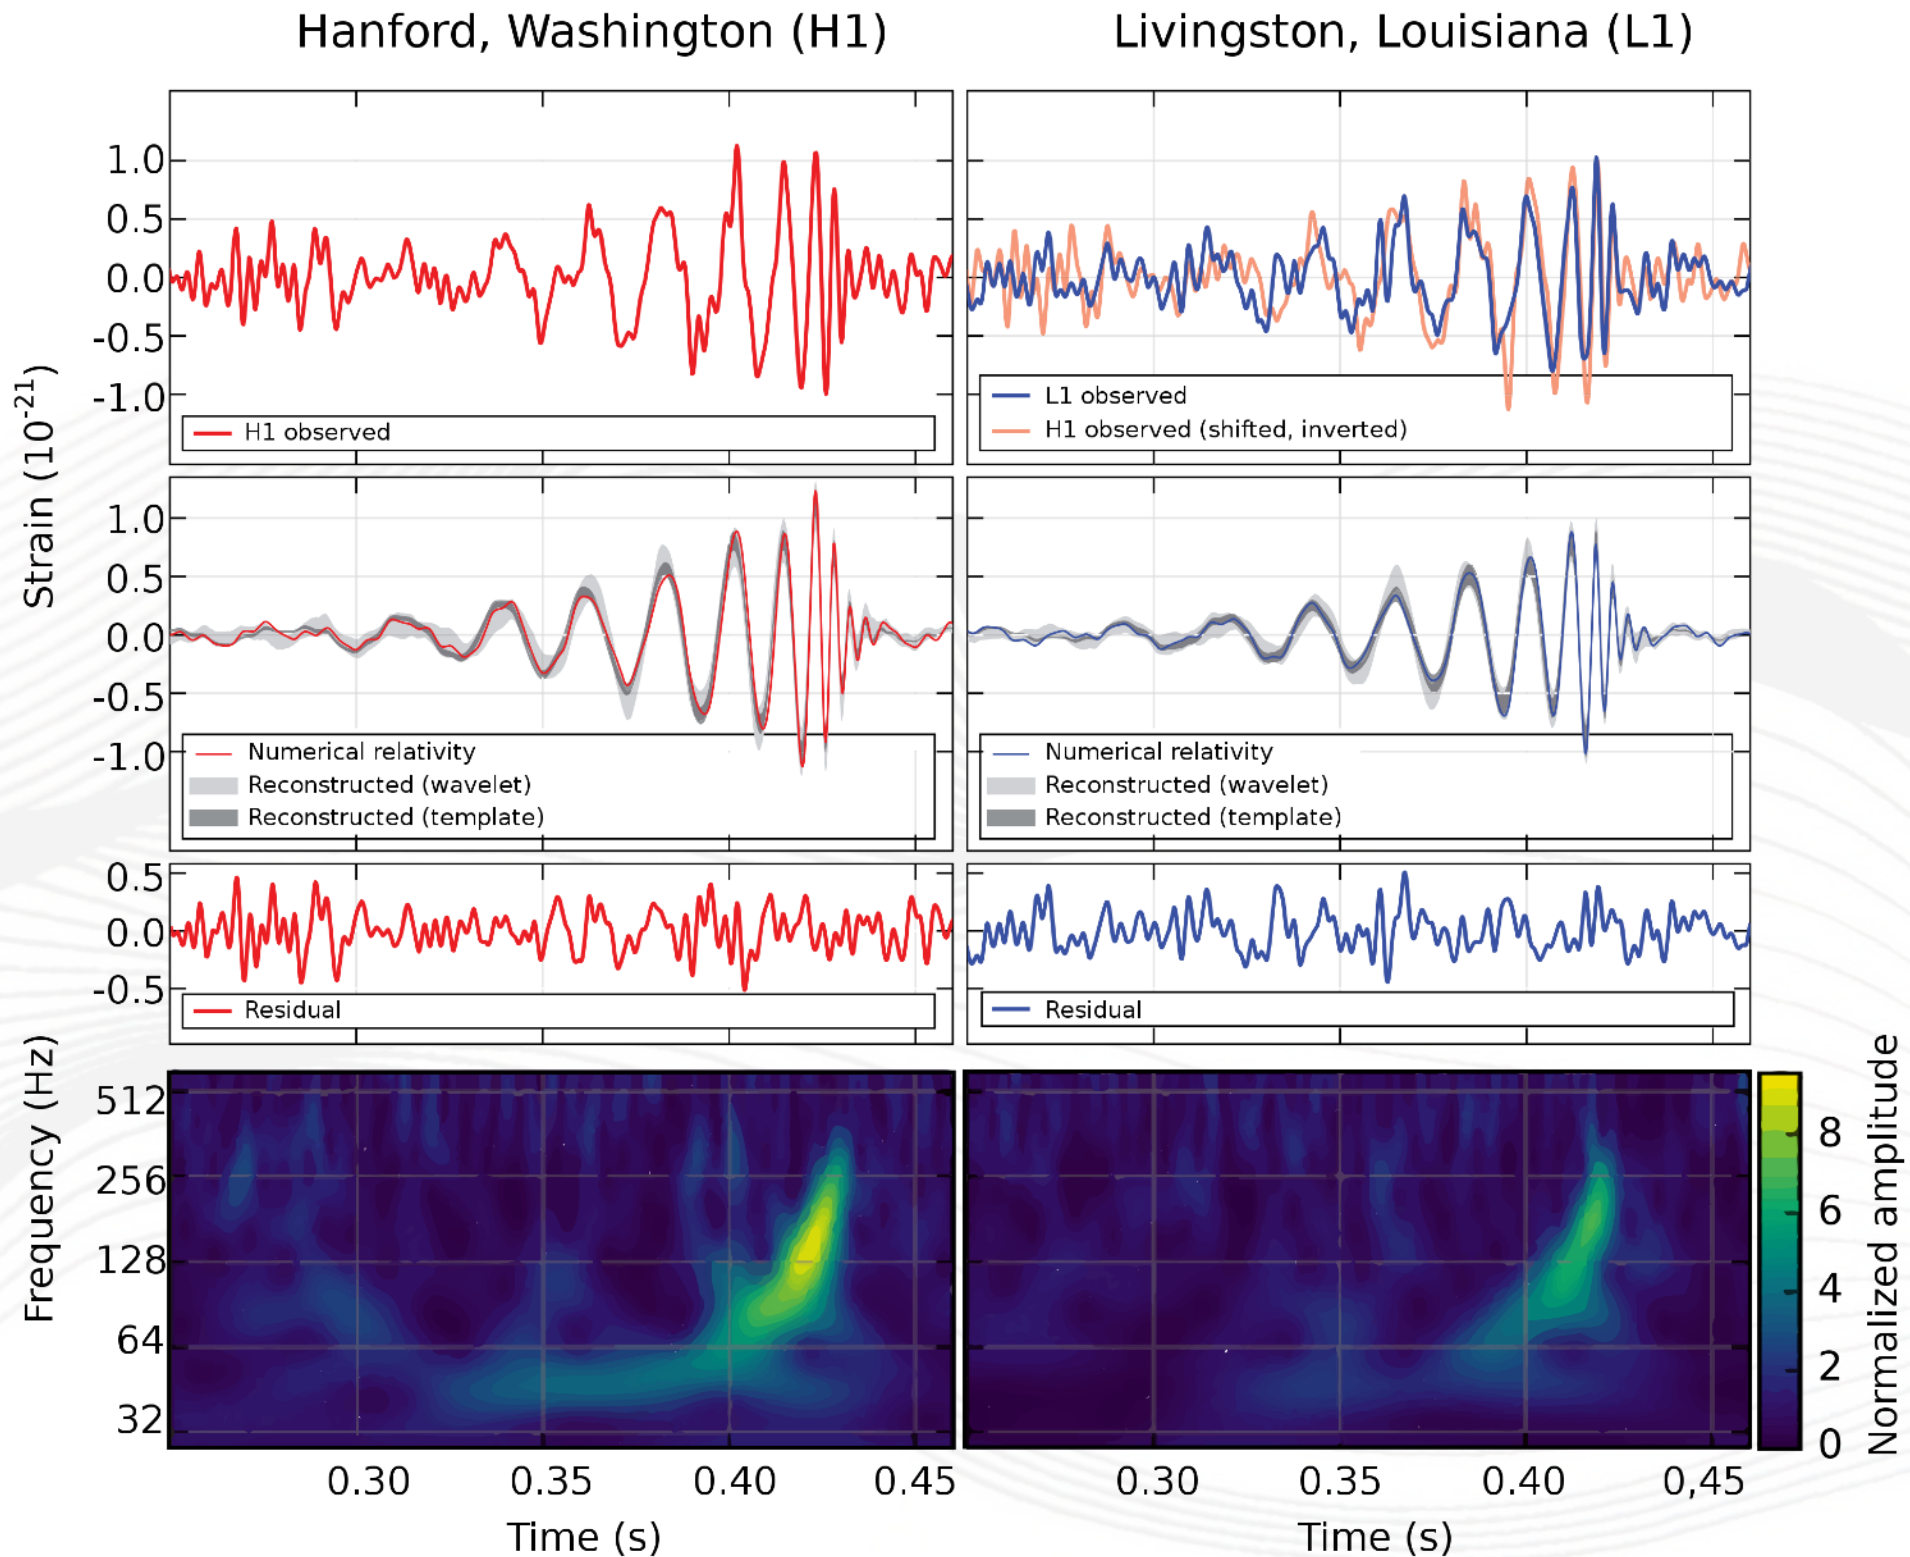 Hanford, Washington (H1)
Livingston, Louisiana (L1)
Strain (10-21)
1.0
0.5
0.0
-0.5
-1.0
H1 observed
L1 observed
H1 observed (shifted, inverted)
1.0
0.5
0.0
-0.5
-1.0
Numerical relativity
Reconstructed (wavelet)
Reconstructed (template)
Numerical relativity
Reconstructed (wavelet)
Reconstructed (template)
0.5
0.0
-0.5
Residual
Residual
Frequency (Hz)
512
256
128
64
32
Normalized amplitude
8
6
4
2
0
0.30 0.35 0.40 0.45
0.30 0.35 0.40 0,45
Time (s)
Time (s)